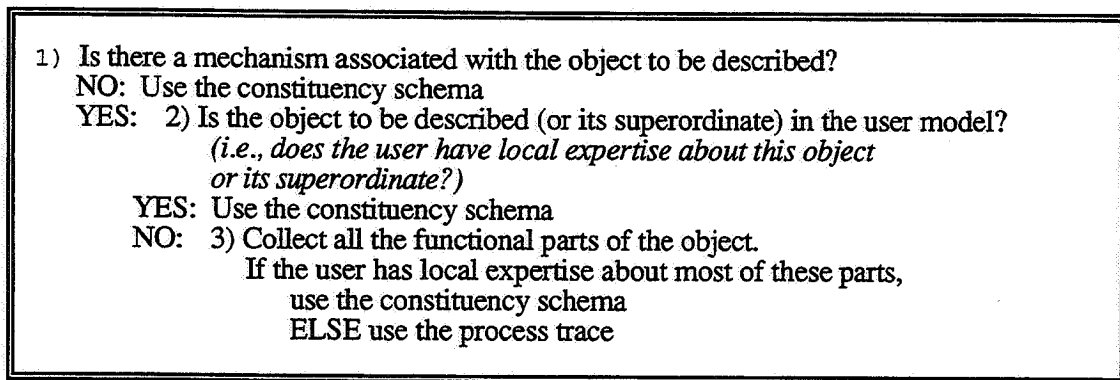 1) Is there a mechanism associated with the object to be described?
NO: Use the constituency schema
YES: 2) Is the object to be described (or its superordinate) in the user model?
(i.e., does the user have local expertise about this object
or its superordinate?)
YES: Use the constituency schema
NO: 3) Collect all the functional parts of the object.
If the user has local expertise about most of these parts,
use the constituency schema
ELSE use the process trace